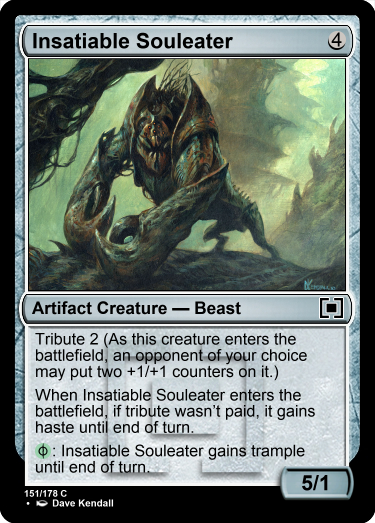 Insatiable Souleater 4
Artifact Creature — Beast
Tribute 2 (As this creature enters the
battlefield, an opponent of your choice
may put two +1/+1 counters on it.)
When Insatiable Souleater enters the
battlefield, if tribute wasn't paid, it gains
haste until end of turn.
Φ: Insatiable Souleater gains trample
until end of turn.
5/1
151/178 C
• Dave Kendall